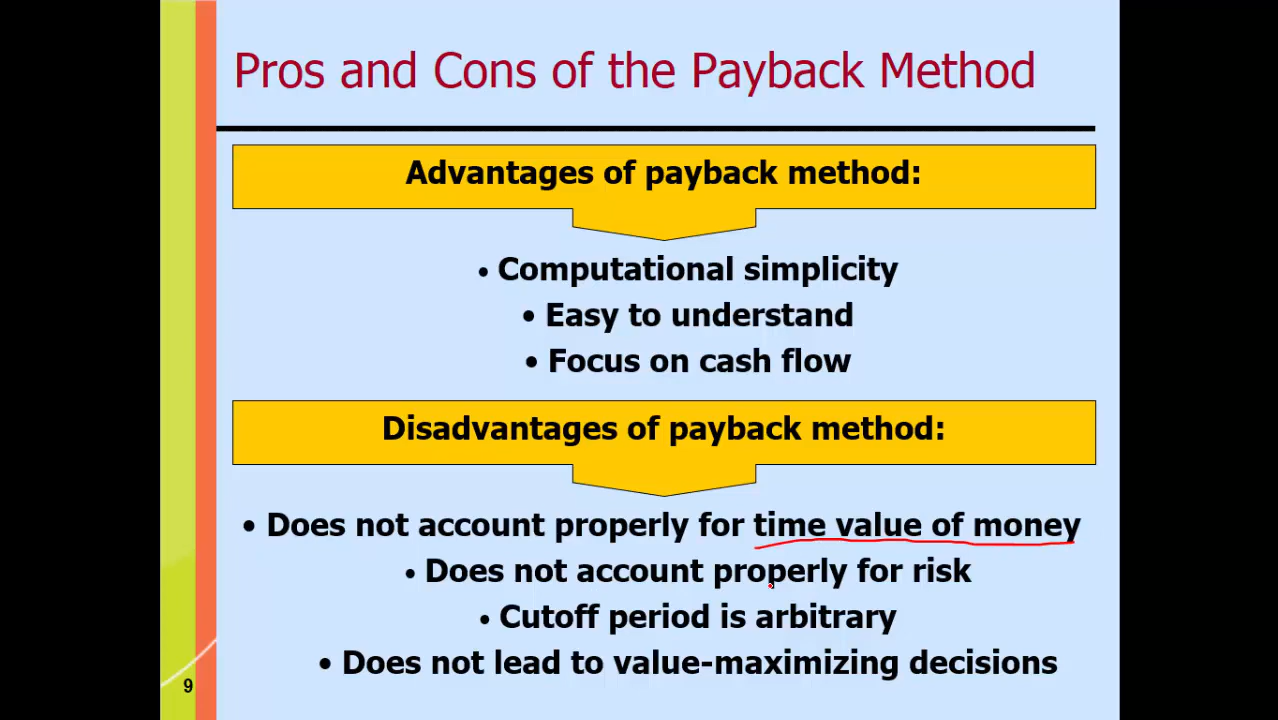 Pros and Cons of the Payback Method
Advantages of payback method:
• Computational simplicity
• Easy to understand
• Focus on cash flow
Disadvantages of payback method:
• Does not account properly for time value of money
• Does not account properly for risk
• Cutoff period is arbitrary
• Does not lead to value-maximizing decisions
9